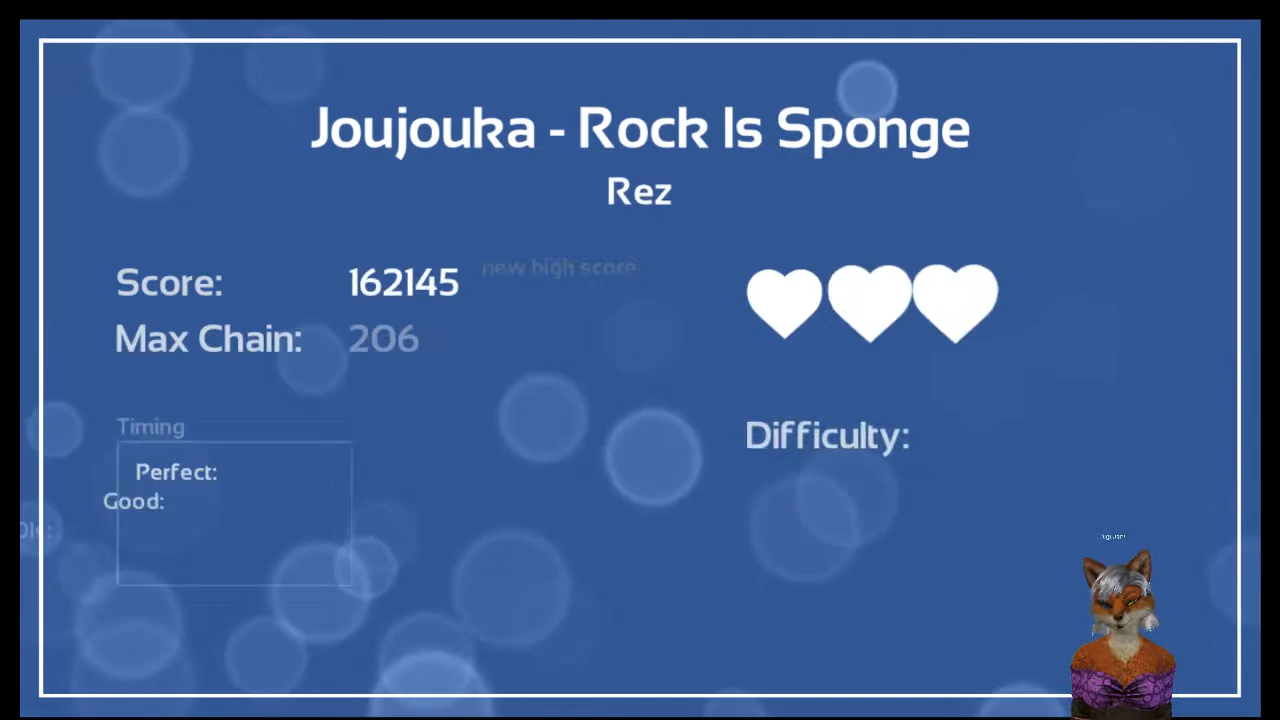 Joujouka - Rock Is Sponge
Rez
Score: 162145 new high score
Max Chain: 206
Timing
Perfect:
Good:
Difficulty: